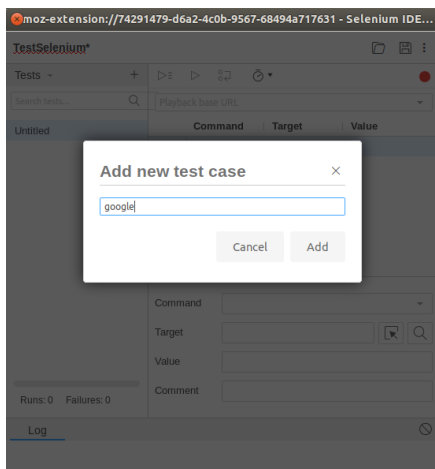 moz-extension://74291479-d6a2-4c0b-9567-68494a717631 - Selenium IDE...
TestSelenium*
Tests
Search tests...
Playback base URL
Untitled
Command Target Value
Add new test case
google
Cancel Add
Command
Target
Value
Comment
Runs: 0 Failures: 0
Log